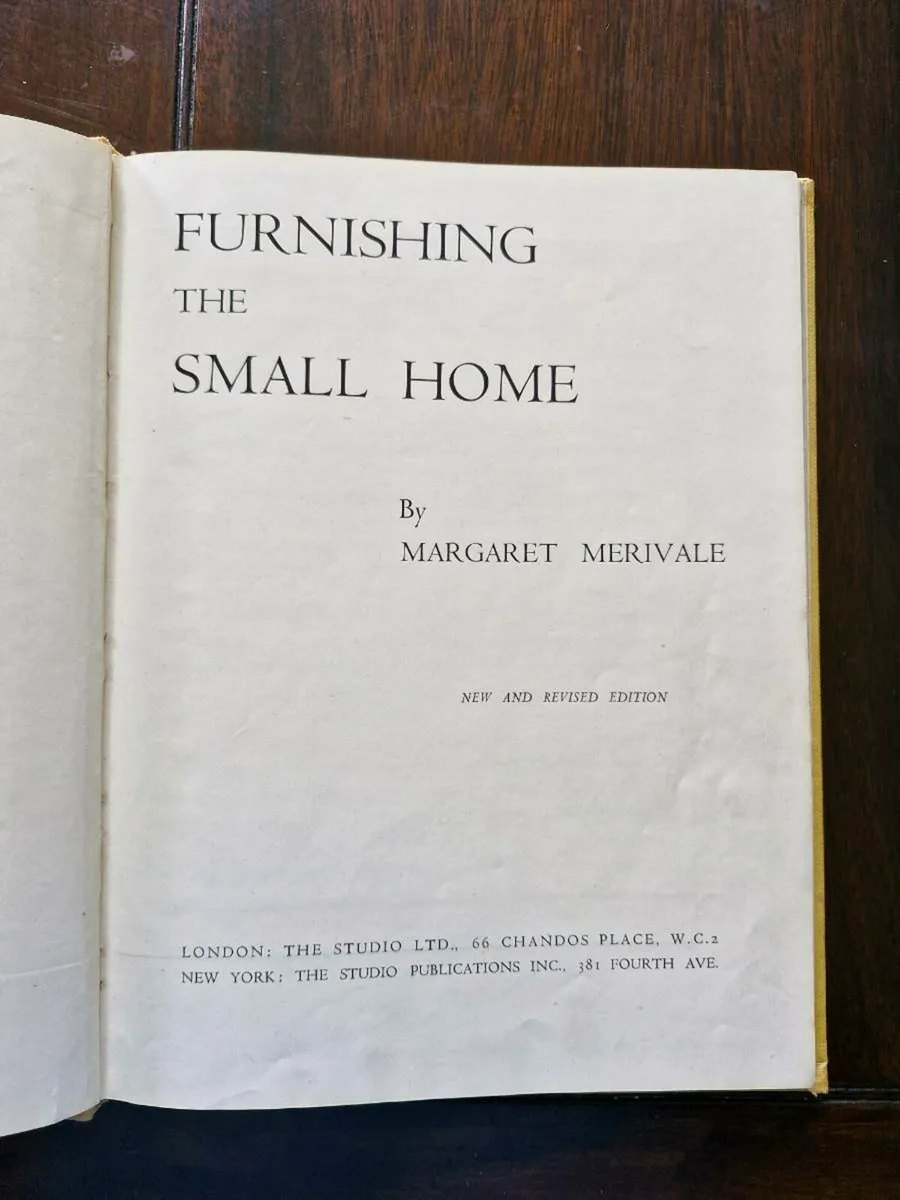 FURNISHING
THE
SMALL HOME
By
MARGARET MERIVALE
NEW AND REVISED EDITION
LONDON: THE STUDIO LTD., 66 CHANDOS PLACE, W.C.2
NEW YORK: THE STUDIO PUBLICATIONS INC., 381 FOURTH AVE.